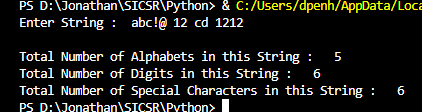 PS D:\Jonathan\SICSR\Python> & C:/Users/dpenh/AppData/Loca
Enter String :  abc!@ 12 cd 1212
Total Number of Alphabets in this String :   5
Total Number of Digits in this String :   6
Total Number of Special Characters in this String :   6
PS D:\Jonathan\SICSR\Python>